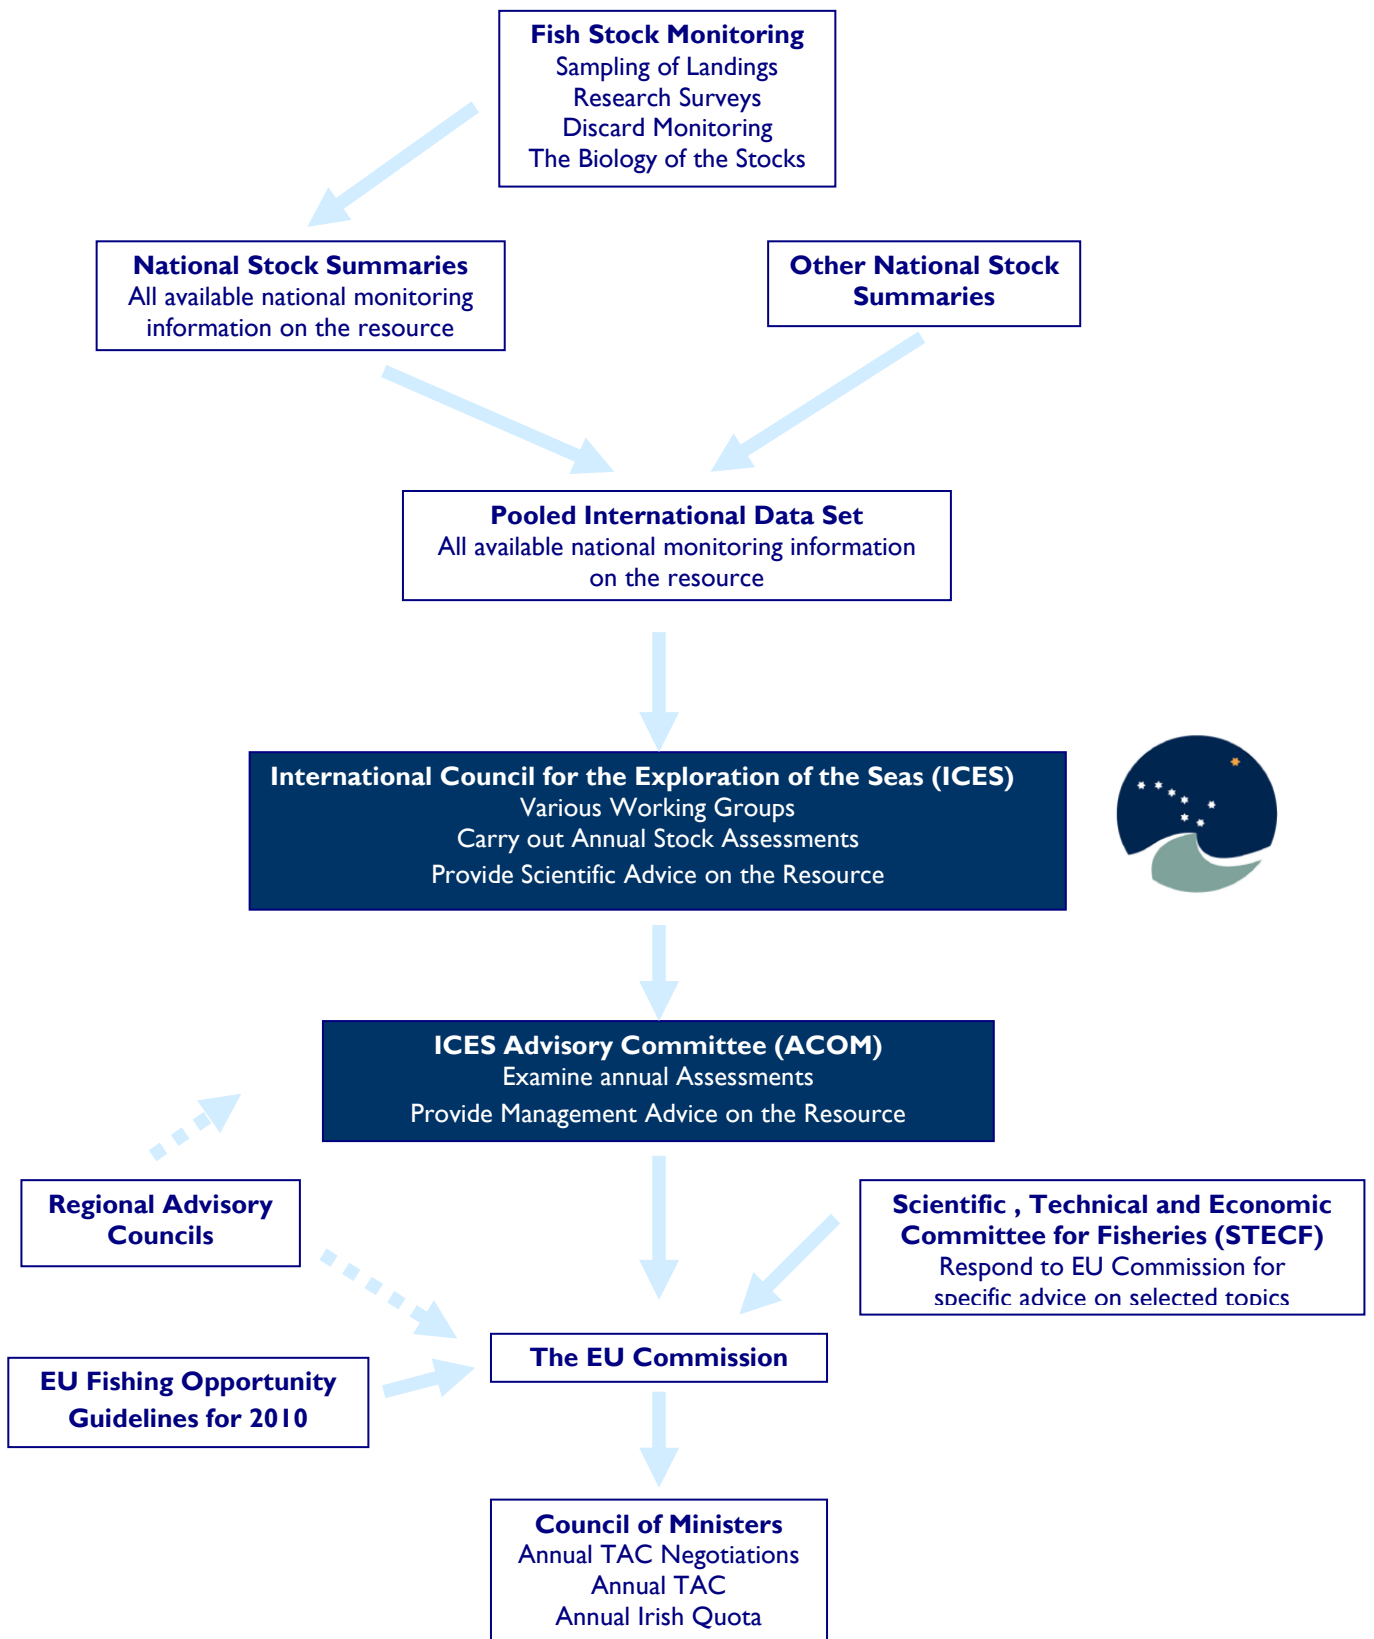 Fish Stock Monitoring
Sampling of Landings
Research Surveys
Discard Monitoring
The Biology of the Stocks
National Stock Summaries
All available national monitoring
information on the resource
Other National Stock
Summaries
Pooled International Data Set
All available national monitoring information
on the resource
International Council for the Exploration of the Seas (ICES)
Various Working Groups
Carry out Annual Stock Assessments
Provide Scientific Advice on the Resource
ICES Advisory Committee (ACOM)
Examine annual Assessments
Provide Management Advice on the Resource
Regional Advisory
Councils
Scientific , Technical and Economic
Committee for Fisheries (STECF)
Respond to EU Commission for
specific advice on selected topics
The EU Commission
EU Fishing Opportunity
Guidelines for 2010
Council of Ministers
Annual TAC Negotiations
Annual TAC
Annual Irish Quota